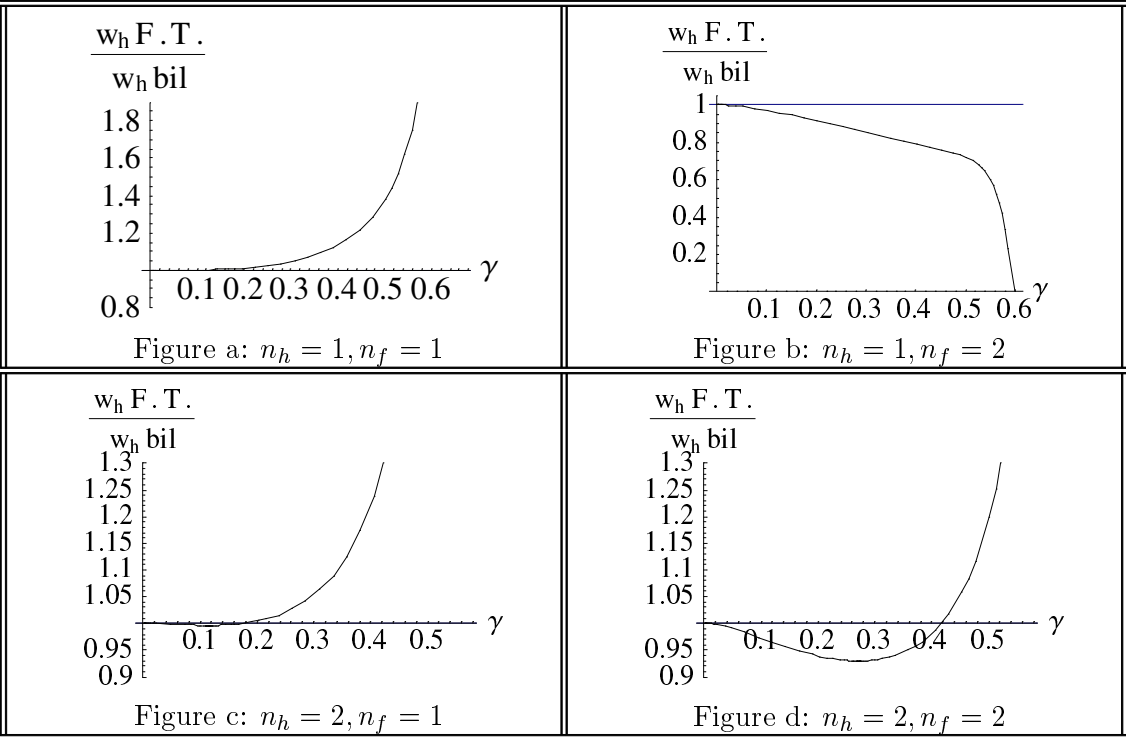 w_h F.T.
w_h bil
1.8
1.6
1.4
1.2
0.8
0.1 0.2 0.3 0.4 0.5 0.6
γ
Figure a: n_h = 1, n_f = 1
w_h F.T.
w_h bil
1
0.8
0.6
0.4
0.2
0.1 0.2 0.3 0.4 0.5 0.6
γ
Figure b: n_h = 1, n_f = 2
w_h F.T.
w_h bil
1.3
1.25
1.2
1.15
1.1
1.05
0.95
0.9
0.1 0.2 0.3 0.4 0.5
γ
Figure c: n_h = 2, n_f = 1
w_h F.T.
w_h bil
1.3
1.25
1.2
1.15
1.1
1.05
0.95
0.9
0.1 0.2 0.3 0.4 0.5
γ
Figure d: n_h = 2, n_f = 2